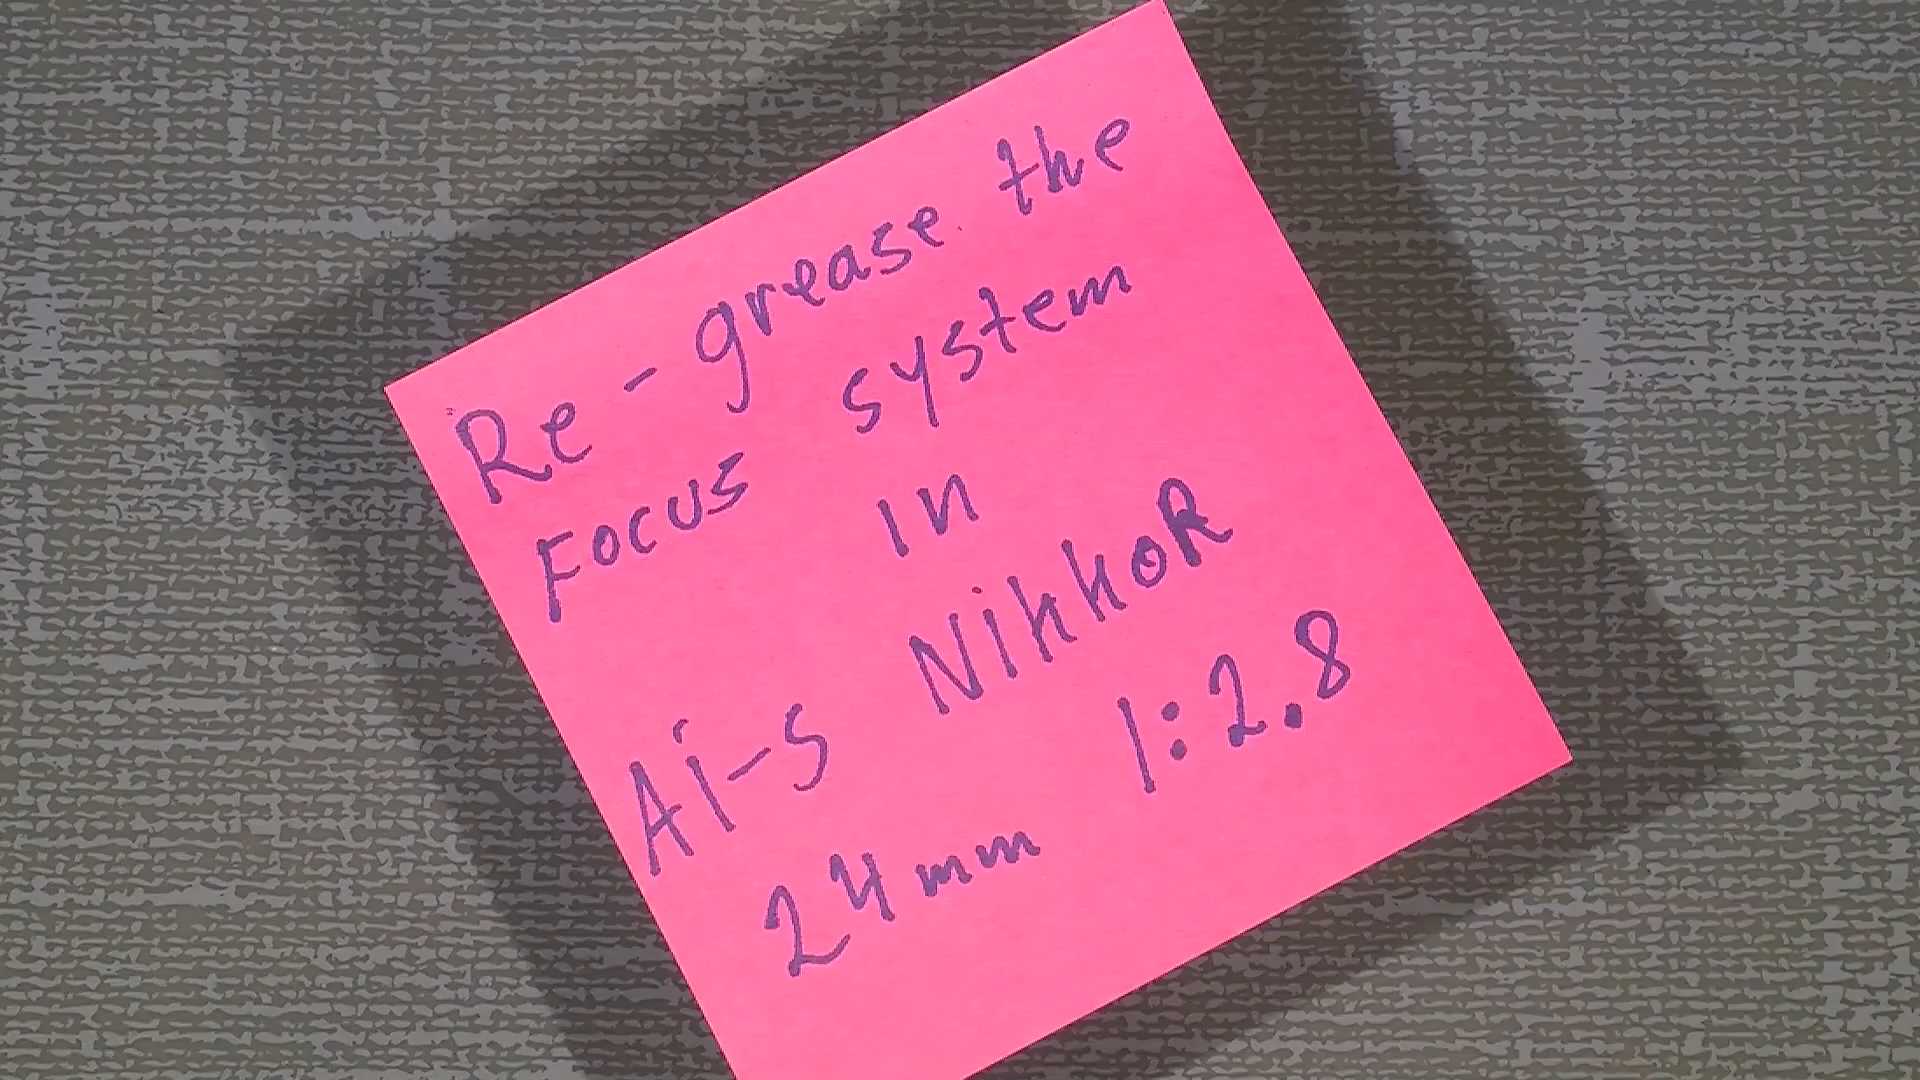 Re-grease the
Focus system
in
Ai-s Nikkor
24mm 1:2.8